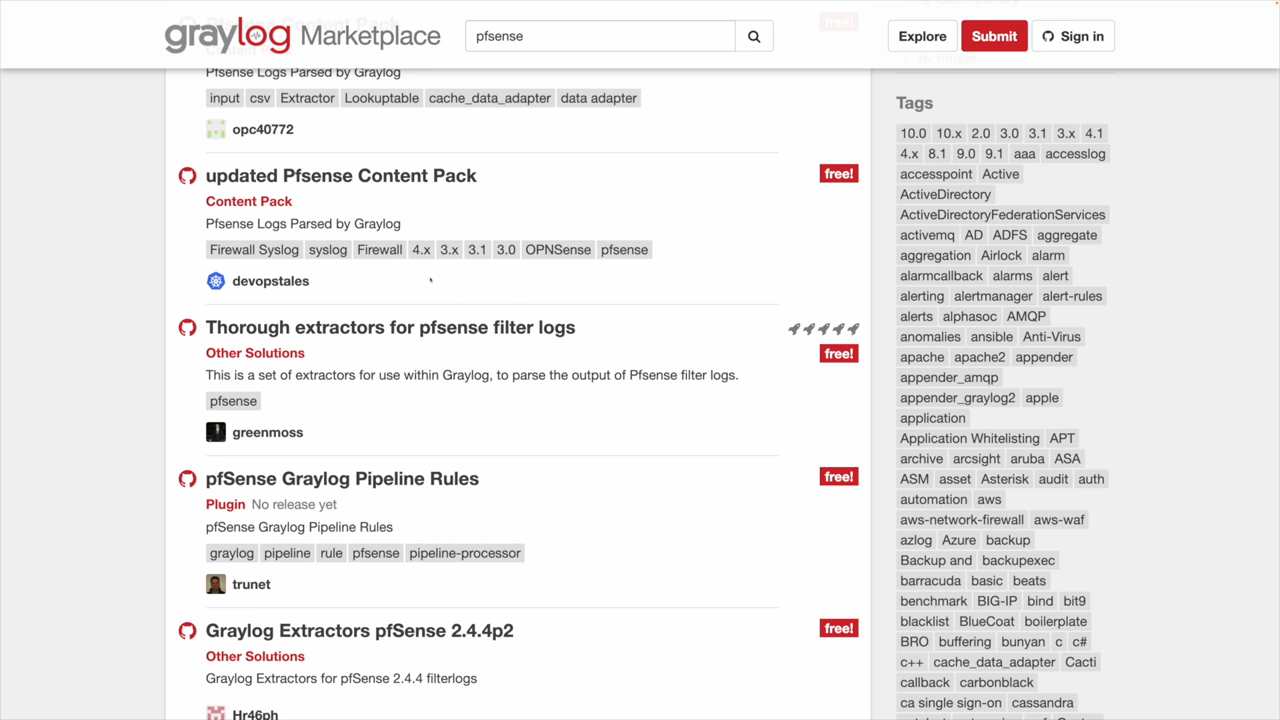 Pfsense Content Pack
free!
graylog Marketplace
pfsense
Explore
Submit
Sign in
Pfsense Logs Parsed by Graylog
input csv Extractor Lookuptable cache_data_adapter data adapter
opc40772
updated Pfsense Content Pack
free!
Content Pack
Pfsense Logs Parsed by Graylog
Firewall Syslog syslog Firewall 4.x 3.x 3.1 3.0 OPNSense pfsense
devopstales
Thorough extractors for pfsense filter logs
Other Solutions
free!
This is a set of extractors for use within Graylog, to parse the output of Pfsense filter logs.
pfsense
greenmoss
pfSense Graylog Pipeline Rules
free!
Plugin No release yet
pfSense Graylog Pipeline Rules
graylog pipeline rule pfsense pipeline-processor
trunet
Graylog Extractors pfSense 2.4.4p2
free!
Other Solutions
Graylog Extractors for pfSense 2.4.4 filterlogs
Hr46ph
Tags
10.0 10.x 2.0 3.0 3.1 3.x 4.1
4.x 8.1 9.0 9.1 aaa accesslog
accesspoint Active
ActiveDirectory
ActiveDirectoryFederationServices
activemq AD ADFS aggregate
aggregation Airlock alarm
alarmcallback alarms alert
alerting alertmanager alert-rules
alerts alphasoc AMQP
anomalies ansible Anti-Virus
apache apache2 appender
appender_amqp
appender_graylog2 apple
application
Application Whitelisting APT
archive arcsight aruba ASA
ASM asset Asterisk audit auth
automation aws
aws-network-firewall aws-waf
azlog Azure backup
Backup and backupexec
barracuda basic beats
benchmark BIG-IP bind bit9
blacklist BlueCoat boilerplate
BRO buffering bunyan c c#
c++ cache_data_adapter Cacti
callback carbonblack
ca single sign-on cassandra